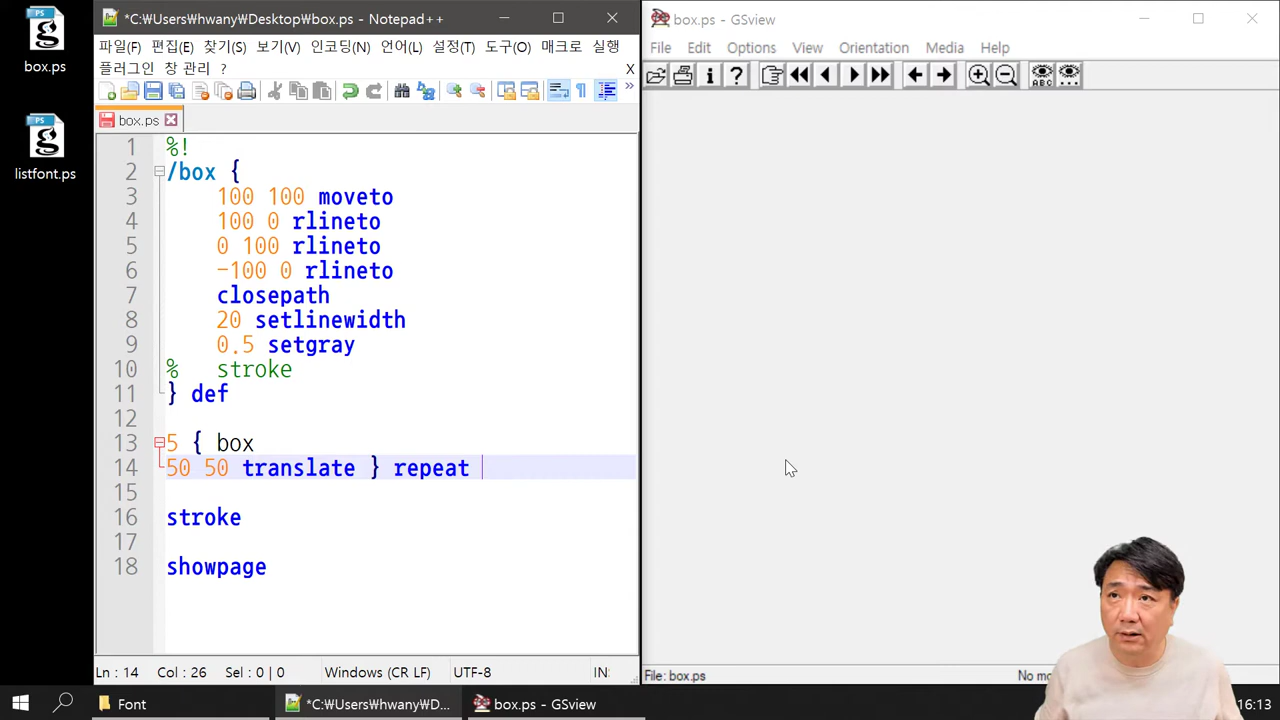 box.ps
listfont.ps
*C:₩Users₩hwany₩Desktop₩box.ps - Notepad++
파일(F) 편집(E) 찾기(S) 보기(V) 인코딩(N) 언어(L) 설정(T) 도구(O) 매크로 실행
플러그인 창 관리 ? X
box.ps
1 %!
2 /box {
3 100 100 moveto
4 100 0 rlineto
5 0 100 rlineto
6 -100 0 rlineto
7 closepath
8 20 setlinewidth
9 0.5 setgray
10 % stroke
11 } def
12
13 5 { box
14 50 50 translate } repeat
15
16 stroke
17
18 showpage
Ln : 14 Col : 26 Sel : 0 | 0 Windows (CR LF) UTF-8 IN:
box.ps - GSview
File Edit Options View Orientation Media Help
ABC
File: box.ps No mo
Font *C:₩Users₩hwany₩D... box.ps - GSview 16:13